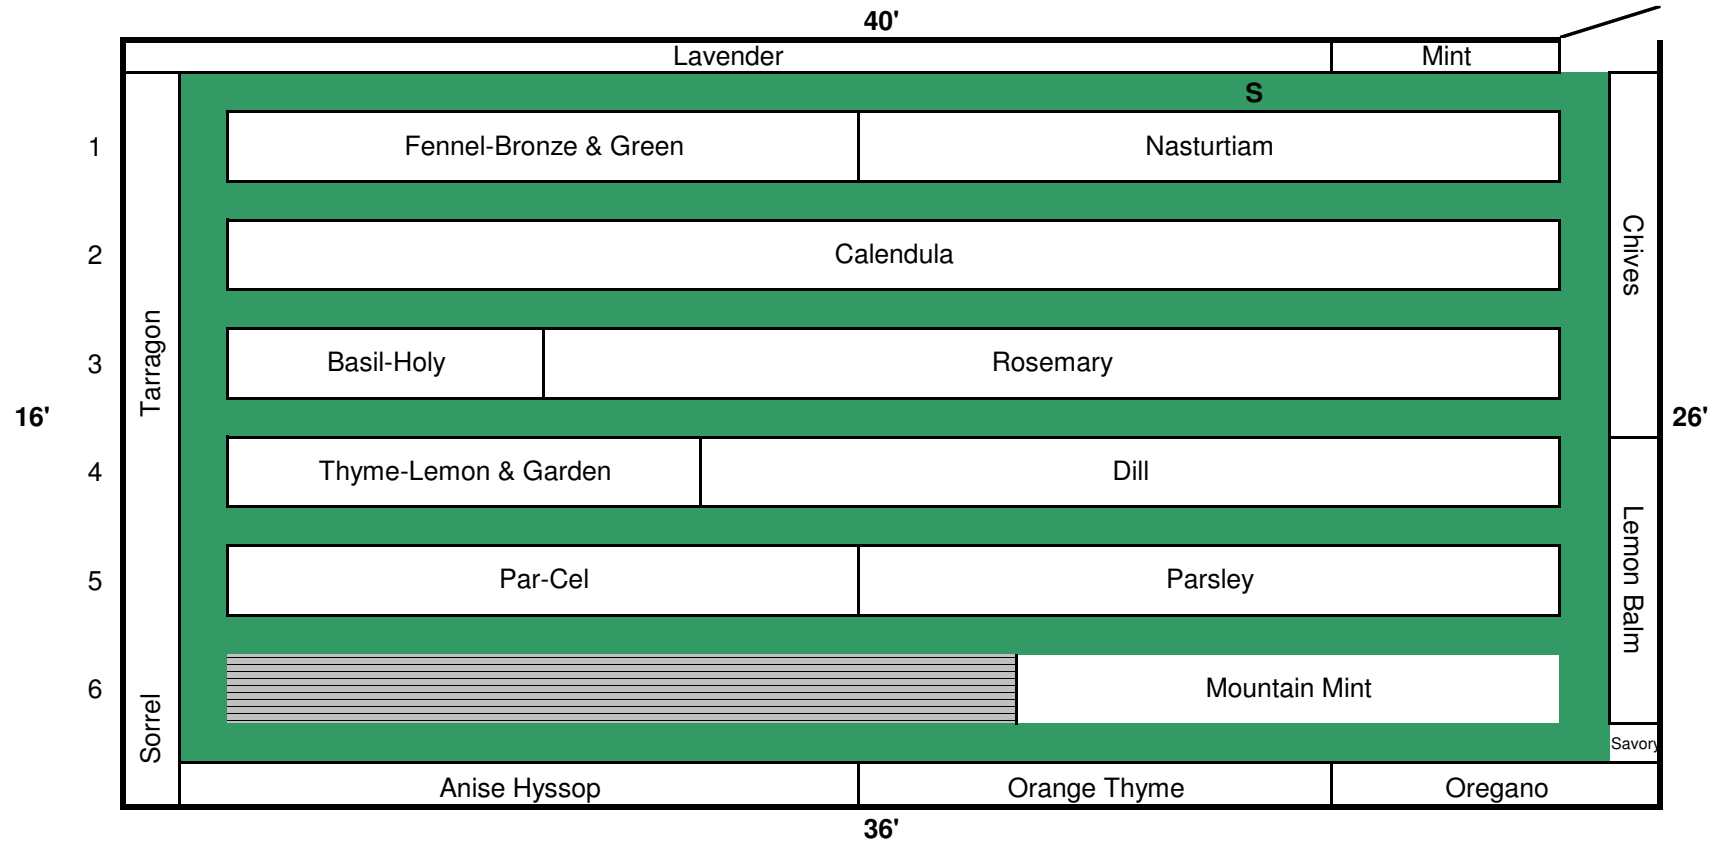 40'
Lavender
Mint
S
1
Fennel-Bronze & Green
Nasturtiam
2
Calendula
Chives
3
Basil-Holy
Rosemary
Tarragon
16'
26'
4
Thyme-Lemon & Garden
Dill
5
Par-Cel
Parsley
Lemon Balm
6
Mountain Mint
Sorrel
Savory
Anise Hyssop
Orange Thyme
Oregano
36'